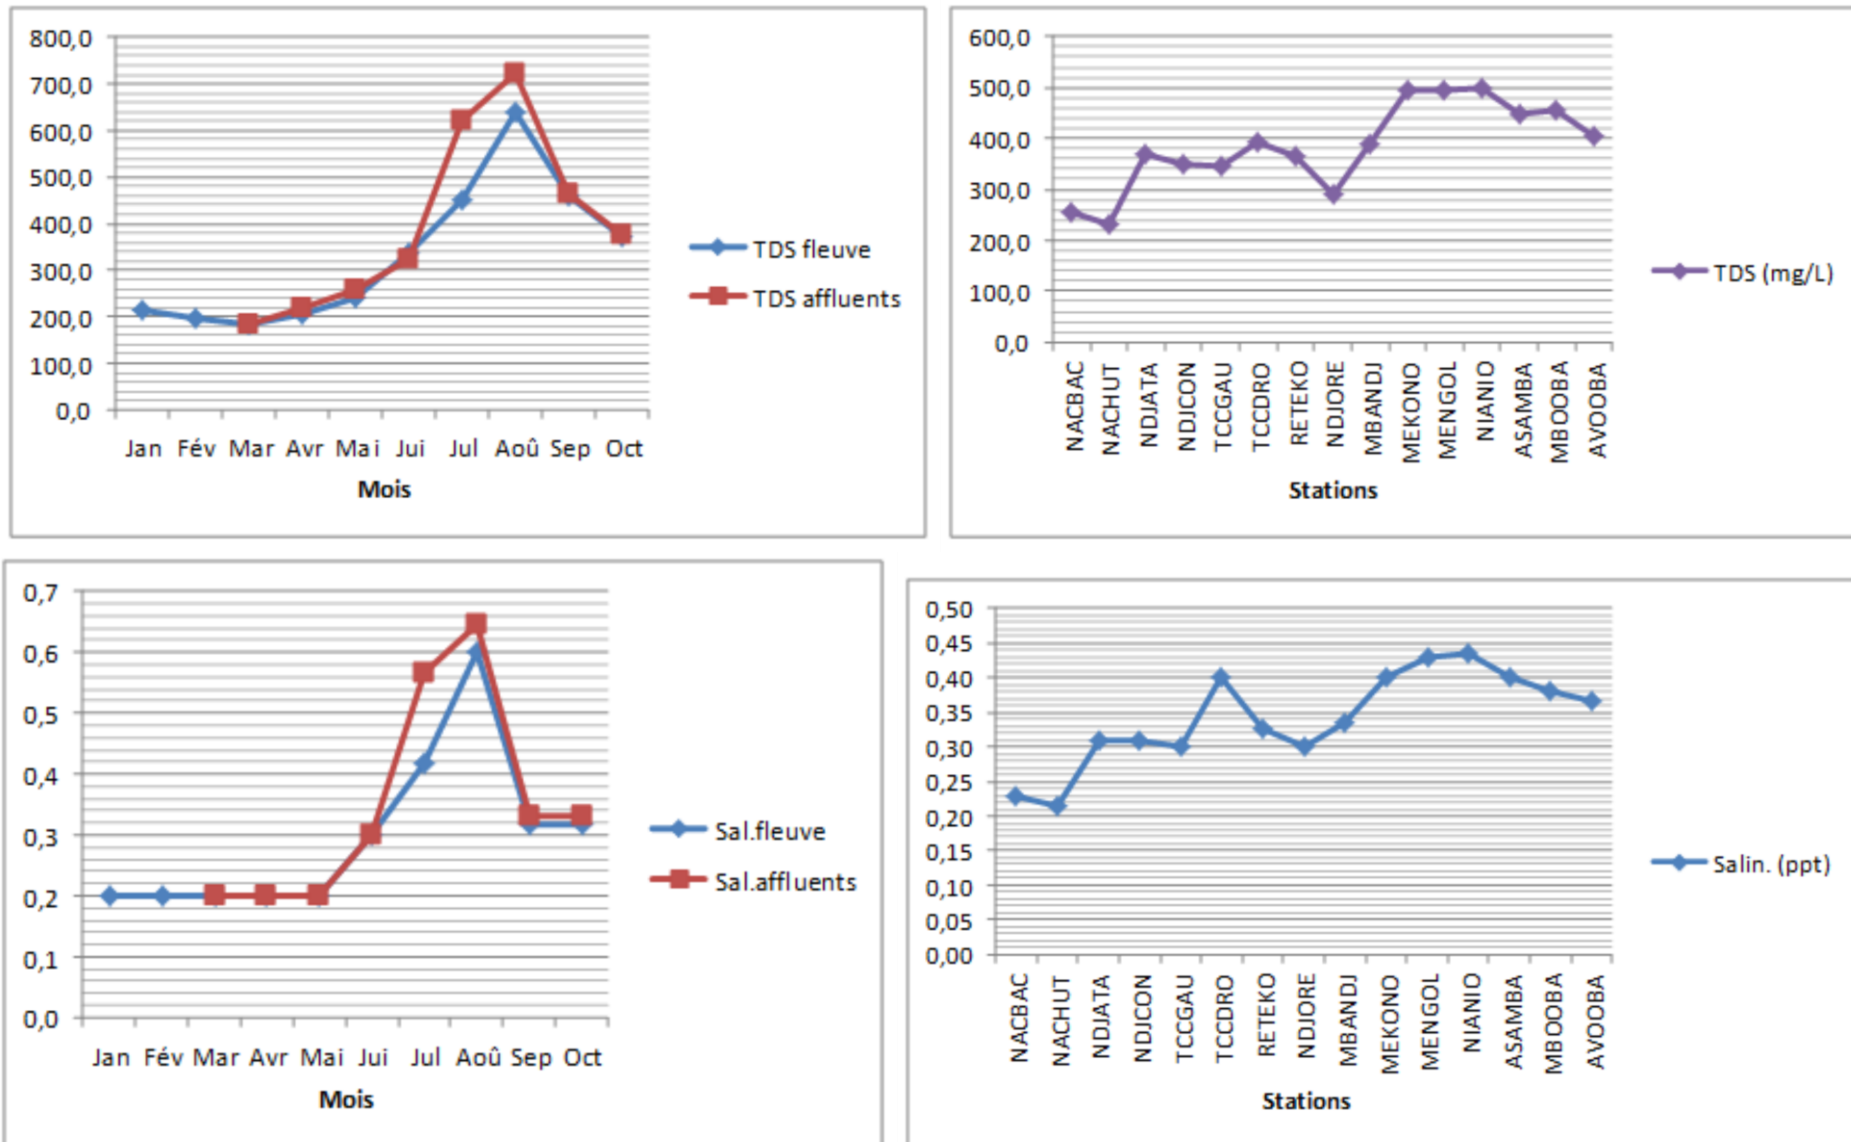 800,0
700,0
600,0
500,0
400,0
300,0
200,0
100,0
0,0
Jan Fév Mar Avr Mai Jui Jul Aoû Sep Oct
Mois
TDS fleuve
TDS affluents
600,0
500,0
400,0
300,0
200,0
100,0
0,0
NACBAC
NACHUT
NDJATA
NDJCON
TCCGAU
TCCDRO
RETEKO
NDJORE
MBANDJ
MEKONO
MENGOL
NIANIO
ASAMBA
MBOOBA
AVOOBA
Stations
TDS (mg/L)
0,7
0,6
0,5
0,4
0,3
0,2
0,1
0,0
Jan Fév Mar Avr Mai Jui Jul Aoû Sep Oct
Mois
Sal.fleuve
Sal.affluents
0,50
0,45
0,40
0,35
0,30
0,25
0,20
0,15
0,10
0,05
0,00
NACBAC
NACHUT
NDJATA
NDJCON
TCCGAU
TCCDRO
RETEKO
NDJORE
MBANDJ
MEKONO
MENGOL
NIANIO
ASAMBA
MBOOBA
AVOOBA
Stations
Salin. (ppt)